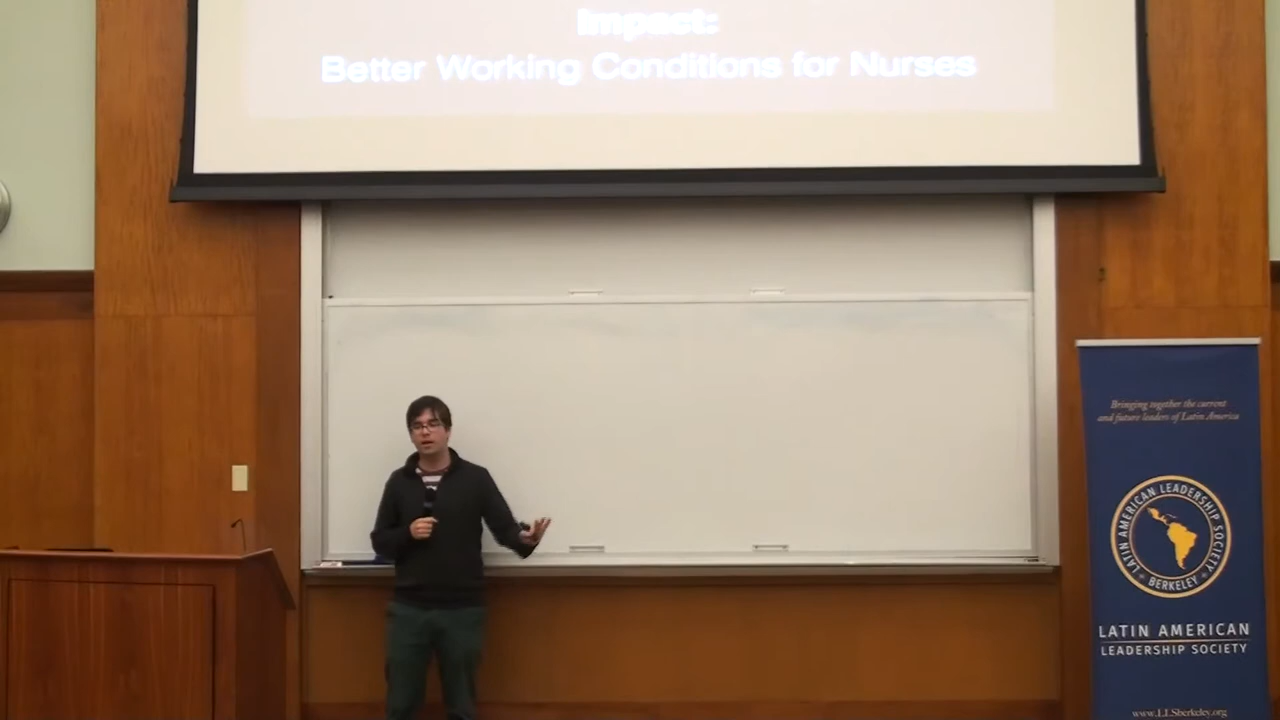 Impact:
Better Working Conditions for Nurses
Bringing together the current
and future leaders of Latin America
LATIN AMERICAN LEADERSHIP SOCIETY
BERKELEY
LATIN AMERICAN
LEADERSHIP SOCIETY
www.LLSberkeley.org